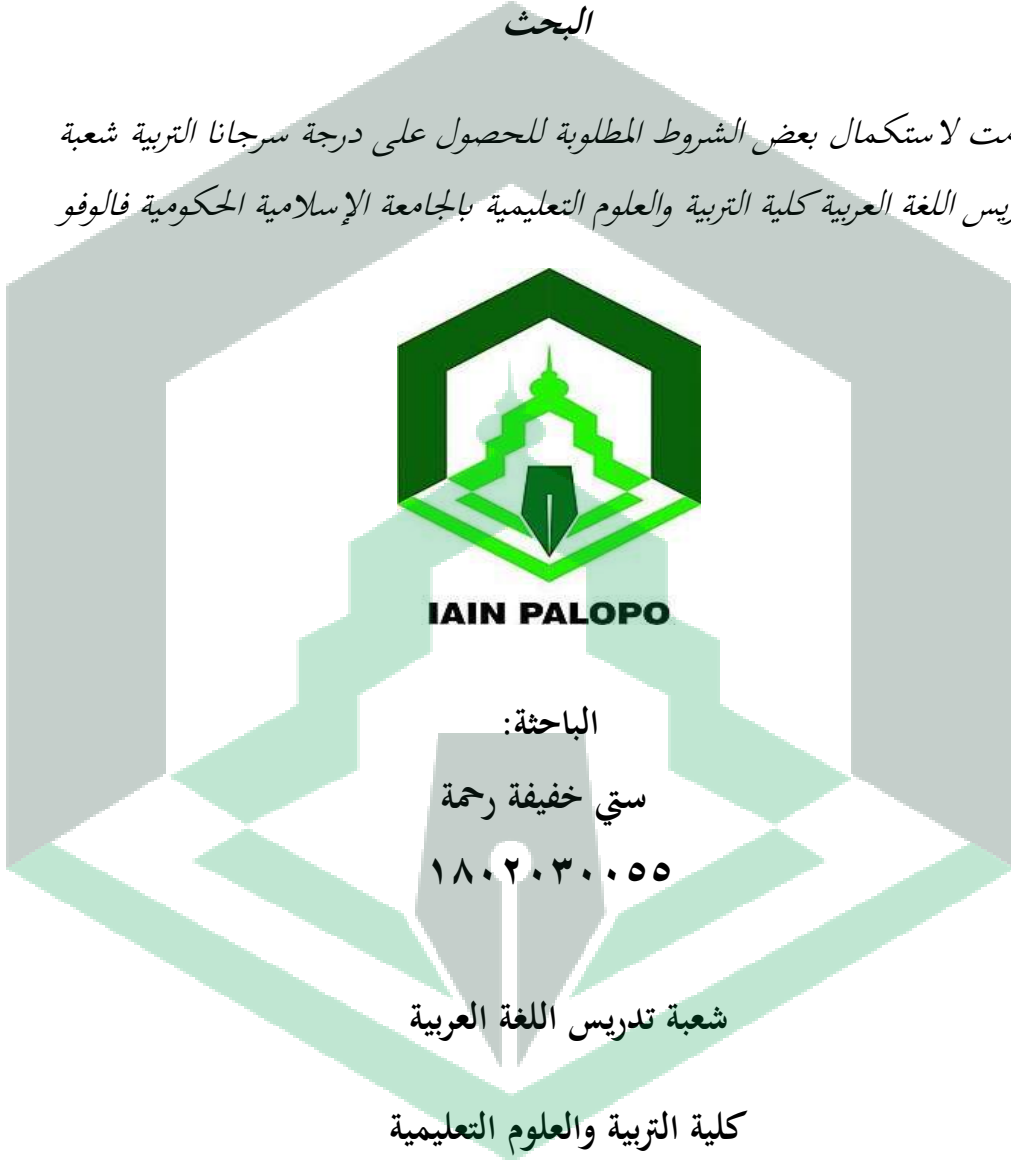 البحث
مت لاستكمال بعض الشروط المطلوبة للحصول على درجة سرجانا التربية شعبة
ريس اللغة العربية كلية التربية والعلوم التعليمية بالجامعة الإسلامية الحكومية فالوفو
IAIN PALOPO
الباحثة:
ستي خفيفة رحمة
١٨٠٢٠٣٠٠٥٥
شعبة تدريس اللغة العربية
كلية التربية والعلوم التعليمية